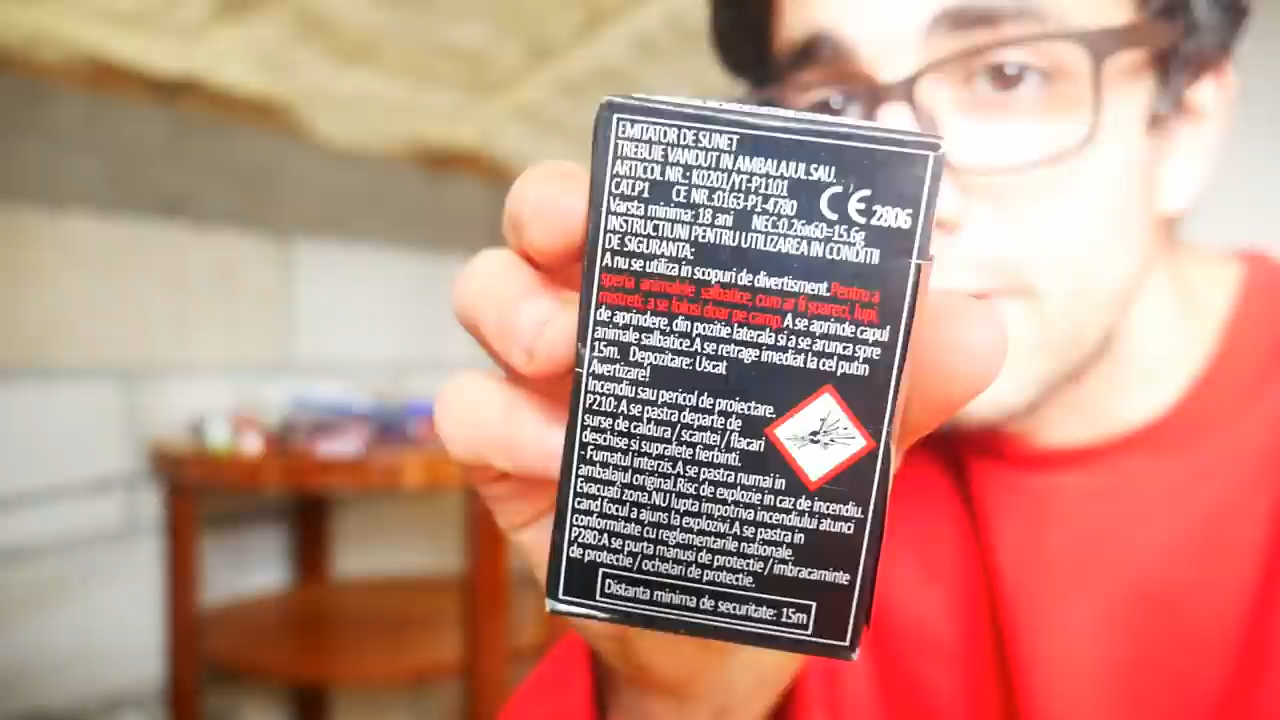 EMITATOR DE SUNET
TREBUIE VANDUT IN AMBALAJUL SAU.
ARTICOL NR.: K0201/YT-P1101
CAT.P1 CE NR.:0163-P1-4780
CE 2806
Varsta minima: 18 ani NEC:0.26x60=15.6g
INSTRUCTIUNI PENTRU UTILIZAREA IN CONDITII
DE SIGURANTA:
A nu se utiliza in scopuri de divertisment.Pentru a
speria animalele salbatice, cum ar fi soareci, lupi,
mistreti: a se folosi doar pe camp.A se aprinde capul
de aprindere, din pozitie laterala si a se arunca spre
animale salbatice.A se retrage imediat la cel putin
15m. Depozitare: Uscat
Avertizare!
Incendiu sau pericol de proiectare.
P210: A se pastra departe de
surse de caldura / scantei / flacari
deschise si suprafete fierbinti.
- Fumatul interzis.A se pastra numai in
ambalajul original.Risc de explozie in caz de incendiu.
Evacuati zona.NU lupta impotriva incendiului atunci
cand focul a ajuns la explozivi.A se pastra in
conformitate cu reglementarile nationale.
P280:A se purta manusi de protectie / imbracaminte
de protectie / ochelari de protectie.
Distanta minima de securitate: 15m